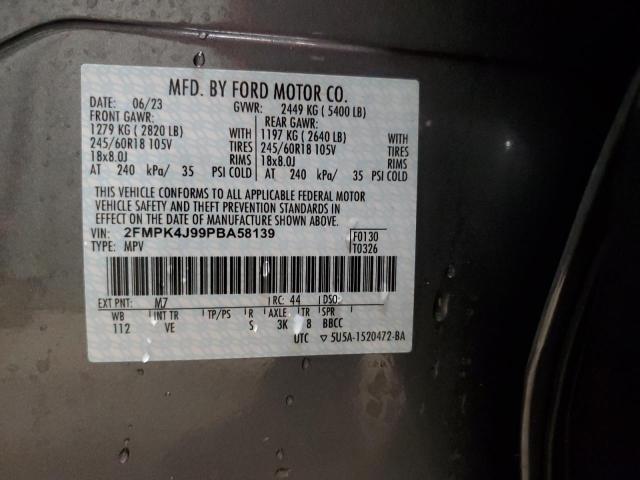 MFD. BY FORD MOTOR CO.
DATE: 06/23 GVWR: 2449 KG ( 5400 LB)
FRONT GAWR: REAR GAWR:
1279 KG ( 2820 LB) WITH 1197 KG ( 2640 LB) WITH
245/60R18 105V TIRES 245/60R18 105V TIRES
18x8.0J RIMS 18x8.0J RIMS
AT 240 kPa/ 35 PSI COLD AT 240 kPa/ 35 PSI COLD
THIS VEHICLE CONFORMS TO ALL APPLICABLE FEDERAL MOTOR
VEHICLE SAFETY AND THEFT PREVENTION STANDARDS IN
EFFECT ON THE DATE OF MANUFACTURE SHOWN ABOVE.
VIN: 2FMPK4J99PBA58139 F0130
TYPE: MPV T0326
EXT PNT: M7 RC: 44 DSO:
WB INT TR TP/PS R AXLE TR SPR
112 VE S 3K 8 BBCC
UTC ▽ 5U5A-1520472-BA